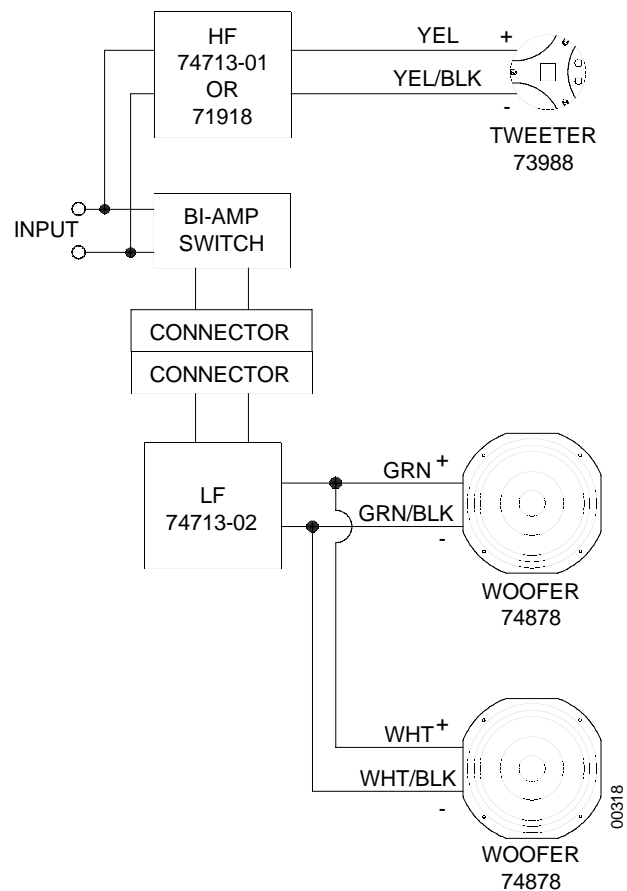 HF
74713-01
OR
71918
YEL
+
YEL/BLK
-
TWEETER
73988
INPUT
BI-AMP
SWITCH
CONNECTOR
CONNECTOR
LF
74713-02
GRN +
GRN/BLK
-
WOOFER
74878
WHT +
WHT/BLK
-
WOOFER
74878
00318